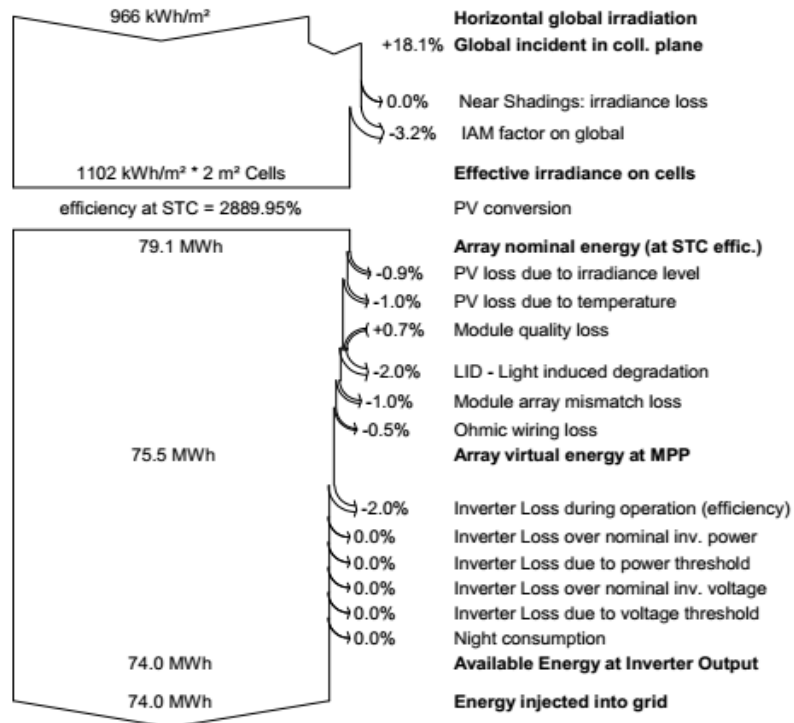 966 kWh/m² Horizontal global irradiation
+18.1% Global incident in coll. plane
0.0% Near Shadings: irradiance loss
-3.2% IAM factor on global
1102 kWh/m² * 2 m² Cells Effective irradiance on cells
efficiency at STC = 2889.95% PV conversion
79.1 MWh Array nominal energy (at STC effic.)
-0.9% PV loss due to irradiance level
-1.0% PV loss due to temperature
+0.7% Module quality loss
-2.0% LID - Light induced degradation
-1.0% Module array mismatch loss
-0.5% Ohmic wiring loss
75.5 MWh Array virtual energy at MPP
-2.0% Inverter Loss during operation (efficiency)
0.0% Inverter Loss over nominal inv. power
0.0% Inverter Loss due to power threshold
0.0% Inverter Loss over nominal inv. voltage
0.0% Inverter Loss due to voltage threshold
0.0% Night consumption
74.0 MWh Available Energy at Inverter Output
74.0 MWh Energy injected into grid